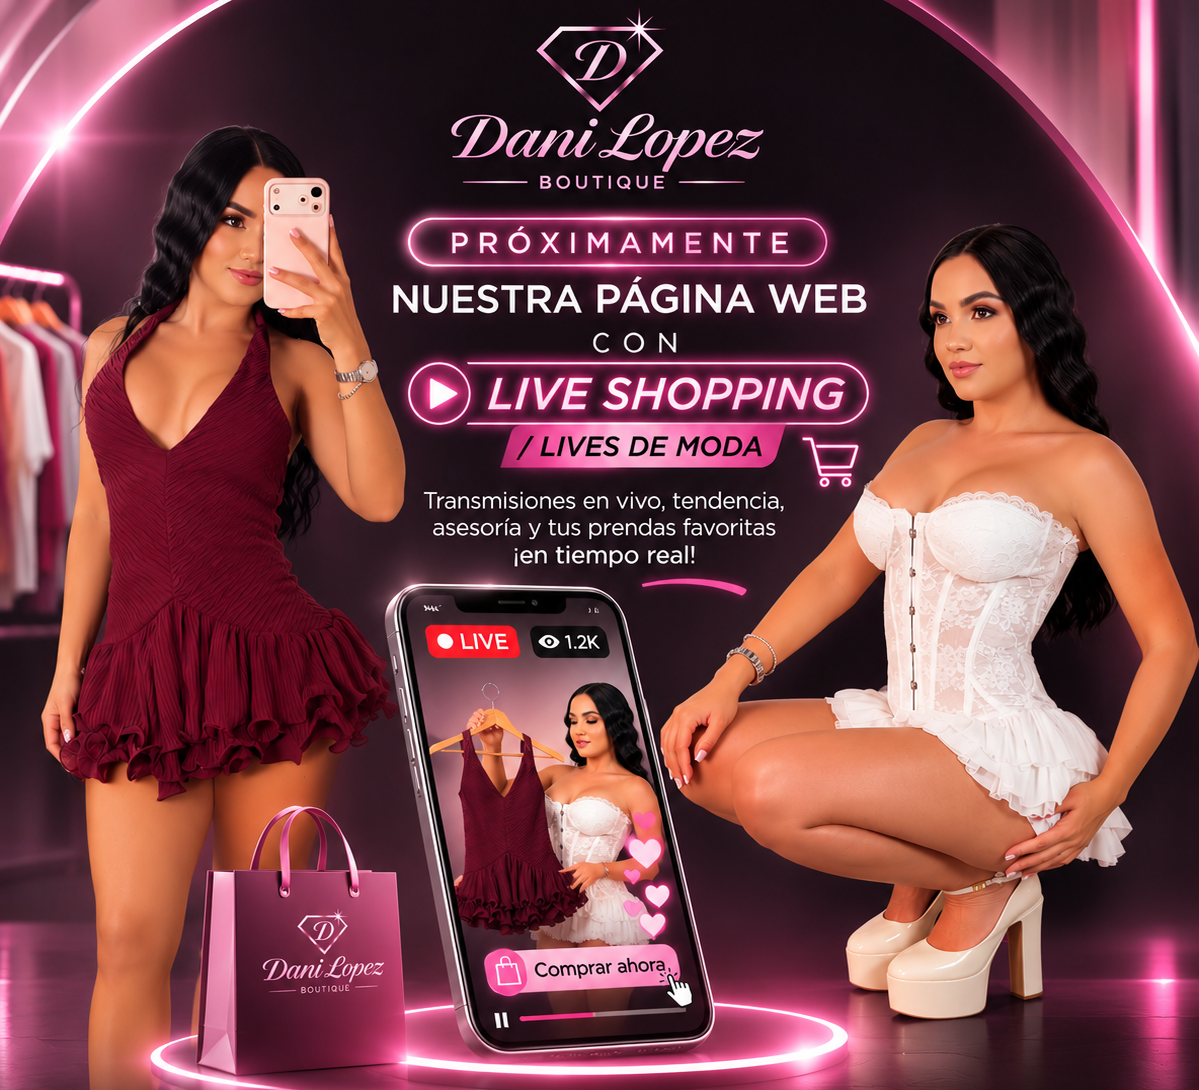 D
Dani Lopez
BOUTIQUE
PRÓXIMAMENTE
NUESTRA PÁGINA WEB
CON
LIVE SHOPPING
/ LIVES DE MODA
Transmisiones en vivo, tendencia,
asesoría y tus prendas favoritas
¡en tiempo real!
LIVE
1.2K
Comprar ahora
D
Dani Lopez
BOUTIQUE